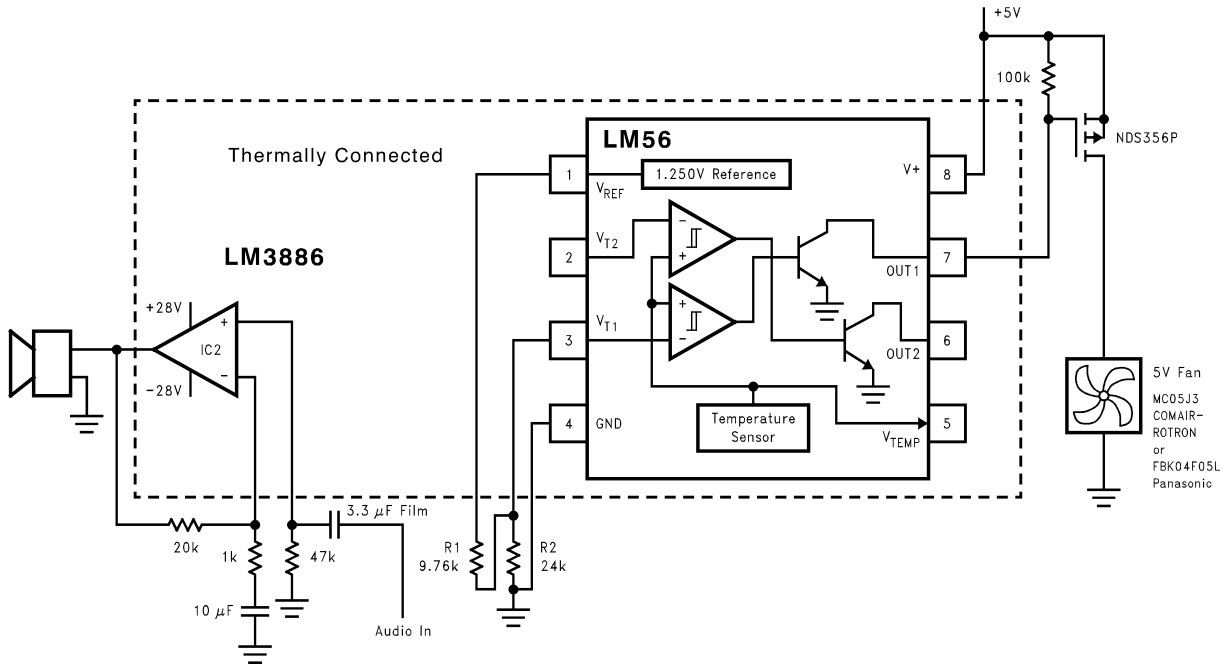 +5V
100k
NDS356P
Thermally Connected
LM56
1
V_REF
1.250V Reference
V+
8
LM3886
2
V_T2
−
+
OUT1
7
+28V
+
IC2
−
−28V
3
V_T1
+
−
OUT2
6
4
GND
Temperature
Sensor
V_TEMP
5
5V Fan
MC05J3
COMAIR-
ROTRON
or
FBK04F05L
Panasonic
20k
1k
10 µF
47k
3.3 µF Film
Audio In
R1
9.76k
R2
24k